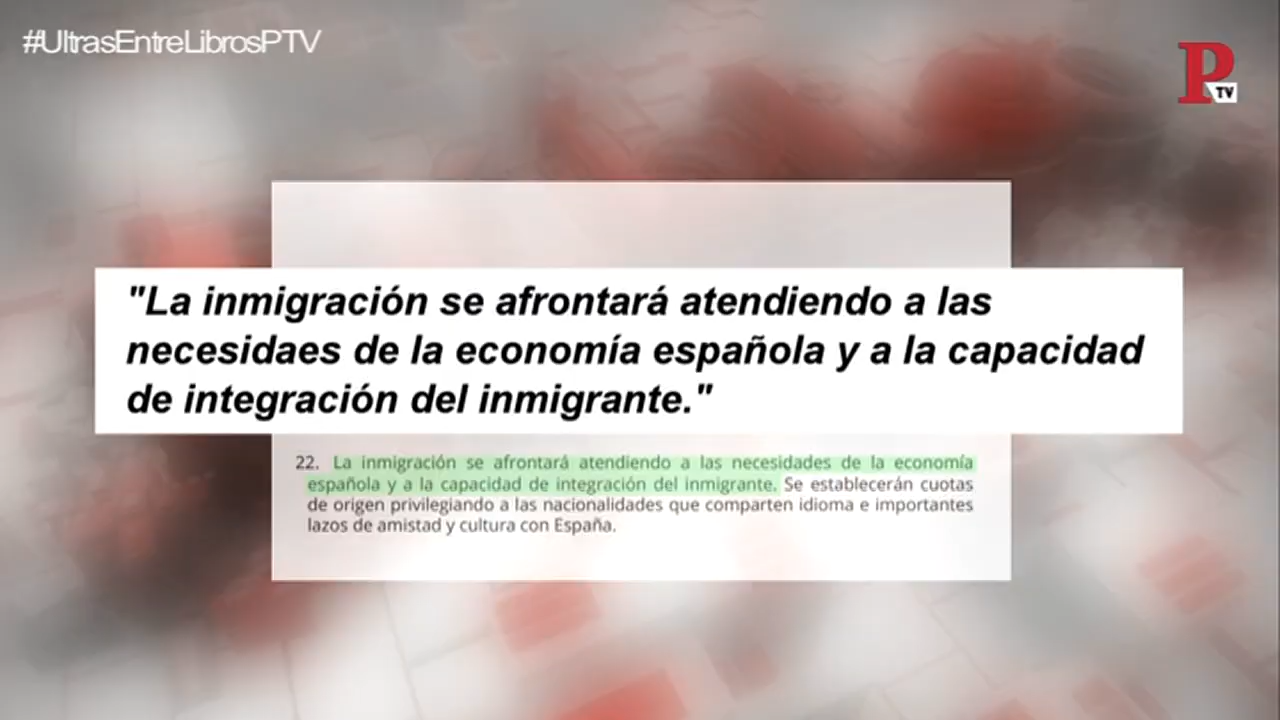 #UltrasEntreLibrosPTV
P
TV
"La inmigración se afrontará atendiendo a las
necesidaes de la economía española y a la capacidad
de integración del inmigrante."
22. La inmigración se afrontará atendiendo a las necesidades de la economía
española y a la capacidad de integración del inmigrante. Se establecerán cuotas
de origen privilegiando a las nacionalidades que comparten idioma e importantes
lazos de amistad y cultura con España.